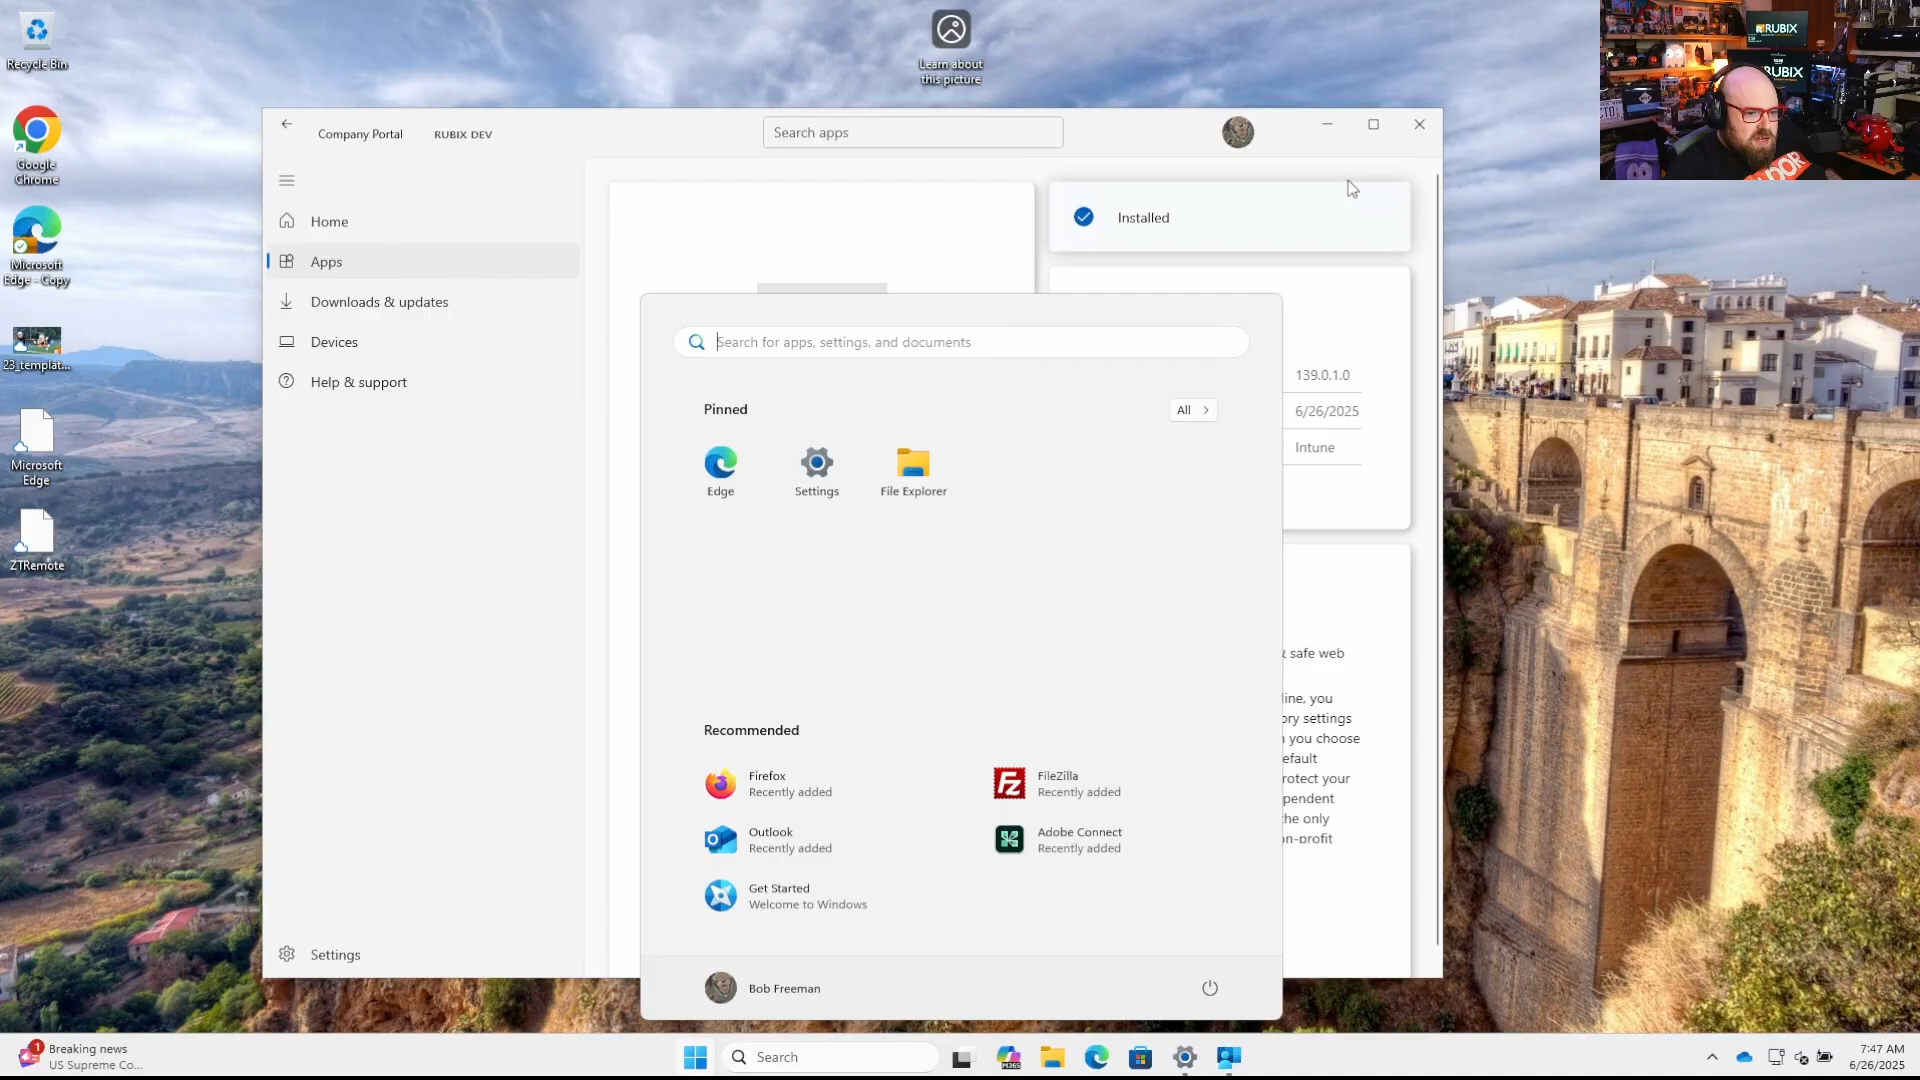 Recycle Bin
Google
Chrome
Microsoft
Edge - Copy
23_templat...
Microsoft
Edge
ZTRemote
Learn about
this picture
Company Portal
RUBIX DEV
Search apps
Home
Apps
Downloads & updates
Devices
Help & support
Settings
Installed
139.0.1.0
6/26/2025
Intune
safe web
line, you
ory settings
you choose
efault
rotect your
pendent
the only
on-profit
Search for apps, settings, and documents
Pinned
All
Edge
Settings
File Explorer
Recommended
Firefox
Recently added
FileZilla
Recently added
Outlook
Recently added
Adobe Connect
Recently added
Get Started
Welcome to Windows
Bob Freeman
RUBIX
RUBIX
1
Breaking news
US Supreme Co...
Search
M365
7:47 AM
6/26/2025